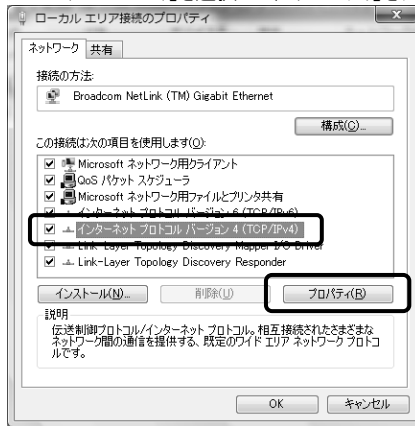 ローカル エリア接続のプロパティ
ネットワーク 共有
接続の方法:
Broadcom NetLink (TM) Gigabit Ethernet
構成(C)...
この接続は次の項目を使用します(O):
Microsoft ネットワーク用クライアント
QoS パケット スケジューラ
Microsoft ネットワーク用ファイルとプリンタ共有
インターネット プロトコル バージョン 6 (TCP/IPv6)
インターネット プロトコル バージョン 4 (TCP/IPv4)
Link-Layer Topology Discovery Mapper I/O Driver
Link-Layer Topology Discovery Responder
インストール(N)... 削除(U) プロパティ(R)
説明
伝送制御プロトコル/インターネット プロトコル。相互接続されたさまざまな
ネットワーク間の通信を提供する、既定のワイド エリア ネットワーク プロトコ
ルです。
OK キャンセル